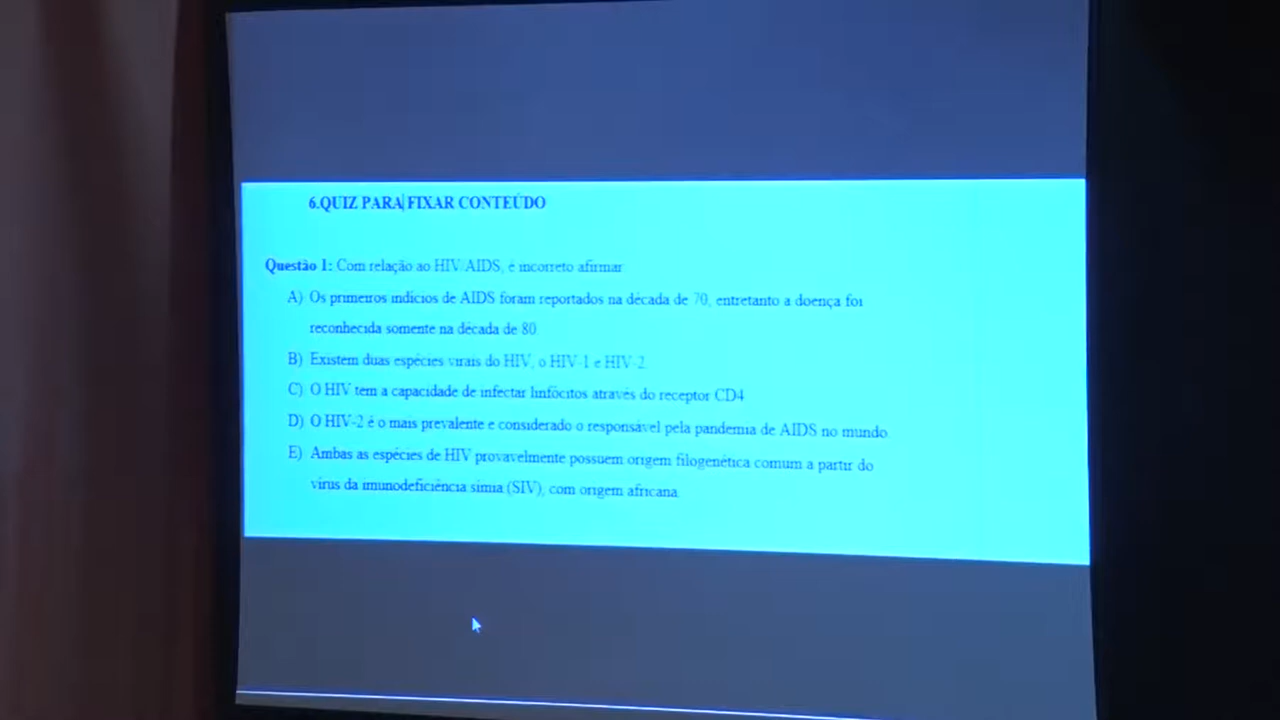 6.QUIZ PARA FIXAR CONTEÚDO
Questão 1: Com relação ao HIV/AIDS, é incorreto afirmar
A) Os primeiros indícios de AIDS foram reportados na década de 70, entretanto a doença foi
reconhecida somente na década de 80.
B) Existem duas espécies virais do HIV, o HIV-1 e HIV-2.
C) O HIV tem a capacidade de infectar linfócitos através do receptor CD4
D) O HIV-2 é o mais prevalente e considerado o responsável pela pandemia de AIDS no mundo.
E) Ambas as espécies de HIV provavelmente possuem origem filogenética comum a partir do
vírus da imunodeficiência símia (SIV), com origem africana.